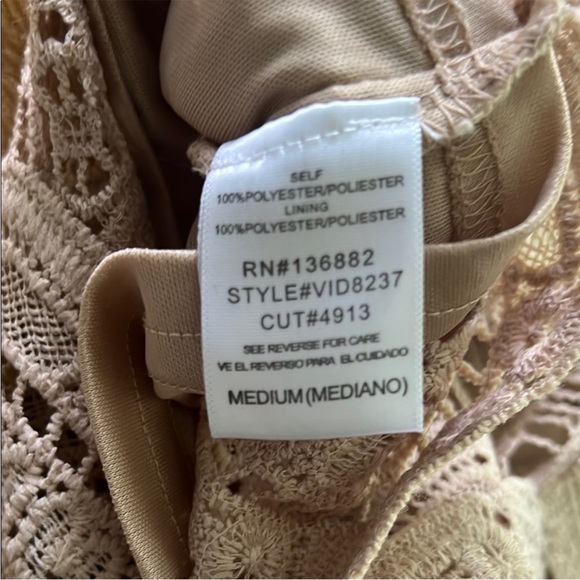 SELF
100%POLYESTER/POLIESTER
LINING
100%POLYESTER/POLIESTER
RN#136882
STYLE#VID8237
CUT#4913
SEE REVERSE FOR CARE
VE EL REVERSO PARA EL CUIDADO
MEDIUM(MEDIANO)